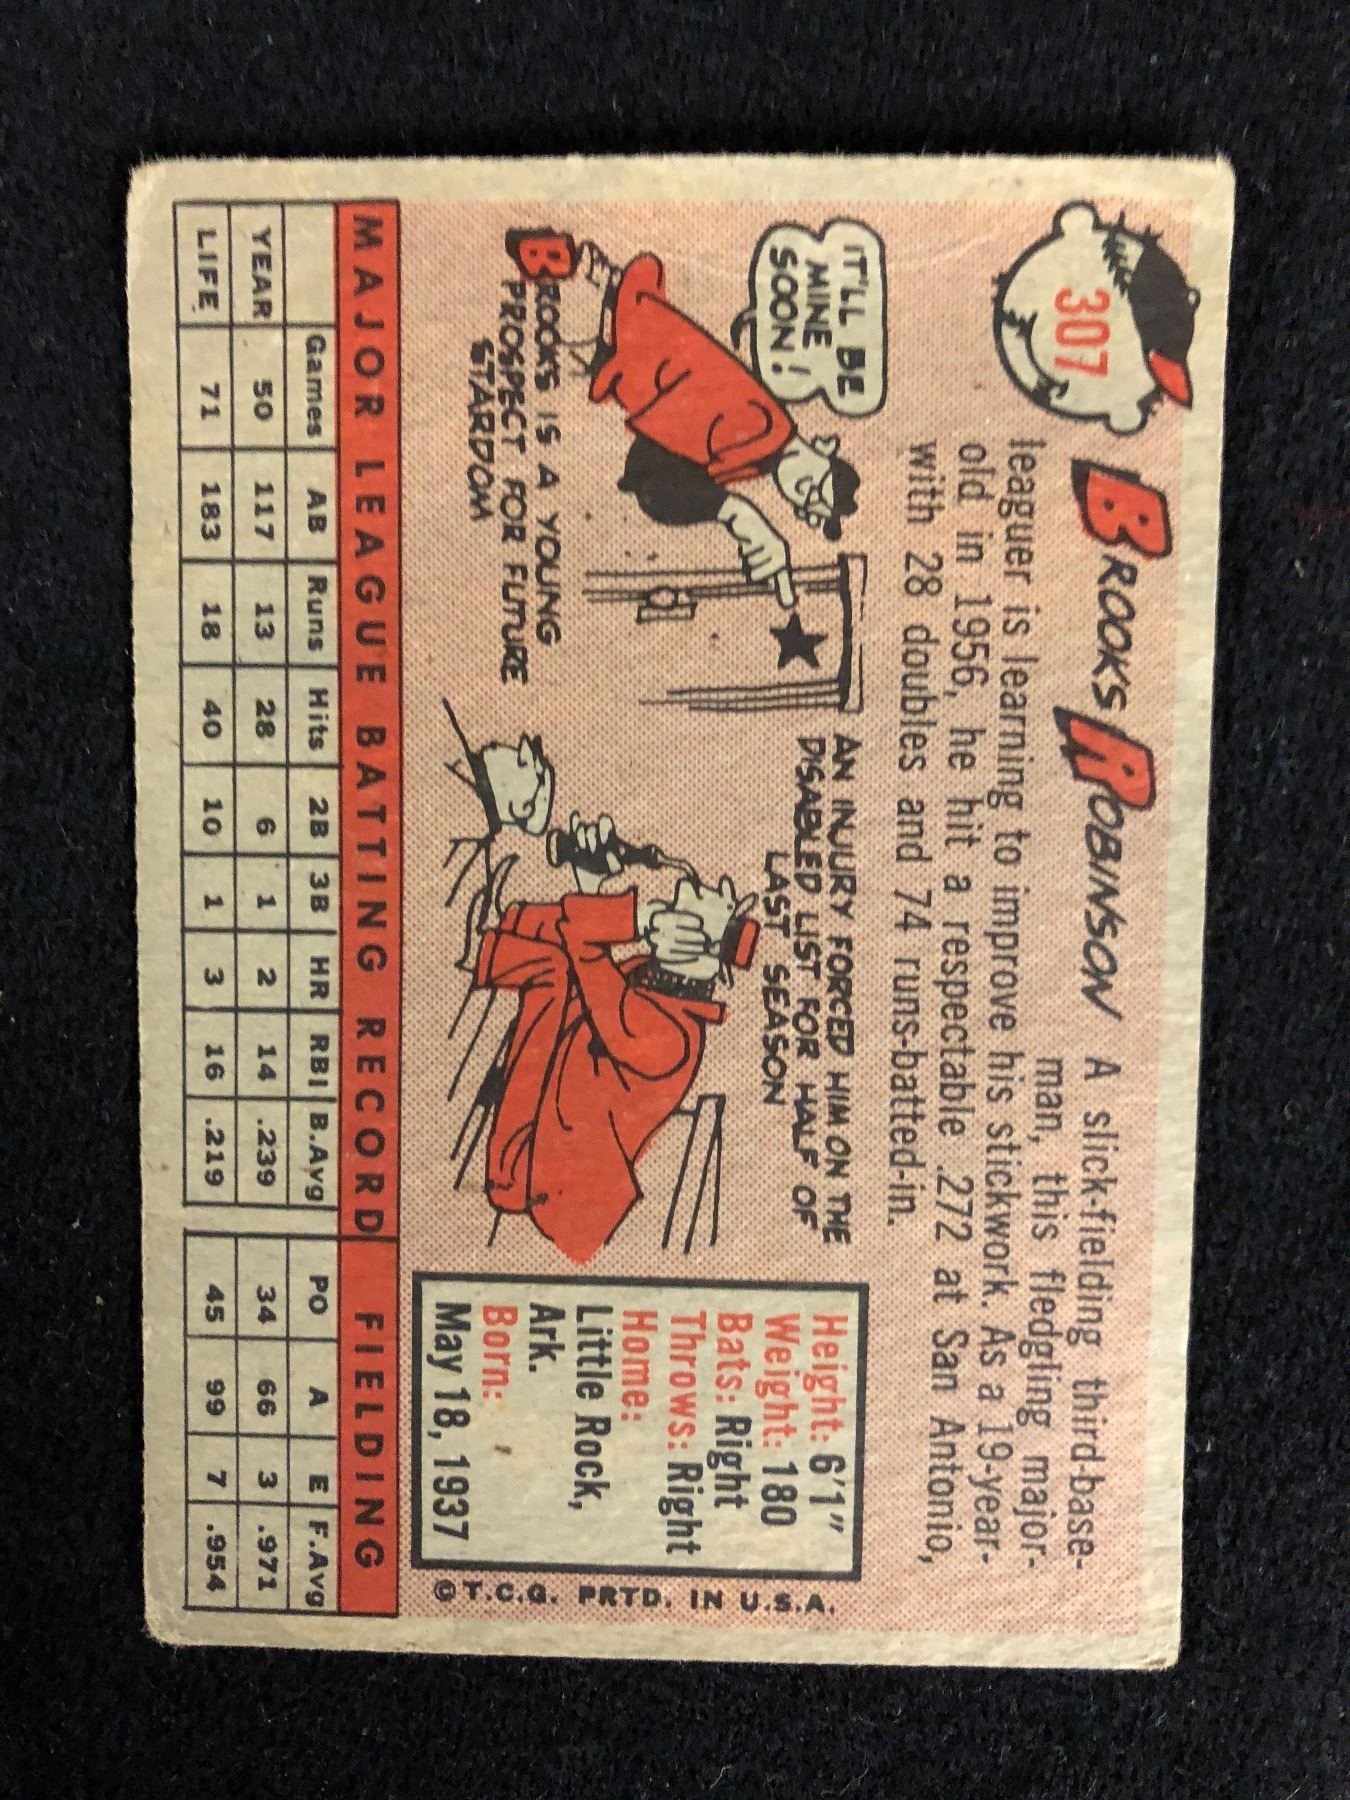 307
BROOKS ROBINSON
A slick-fielding third-base-
man, this fledgling major-
leaguer is learning to improve his stickwork. As a 19-year-
old in 1956, he hit a respectable .272 at San Antonio,
with 28 doubles and 74 runs-batted-in.
IT'LL BE
MINE
SOON!
BROOKS IS A YOUNG
PROSPECT FOR FUTURE
STARDOM
AN INJURY FORCED HIM ON THE
DISABLED LIST FOR HALF OF
LAST SEASON
Height: 6'1"
Weight: 180
Bats: Right
Throws: Right
Home:
Little Rock,
Ark.
Born:
May 18, 1937
©T.C.G. PRTD. IN U.S.A.
MAJOR LEAGUE BATTING RECORD FIELDING
Games AB Runs Hits 2B 3B HR RBI B.Avg PO A E F.Avg
YEAR 50 117 13 28 6 1 2 14 .239 34 66 3 .971
LIFE 71 183 18 40 10 1 3 16 .219 45 99 7 .954